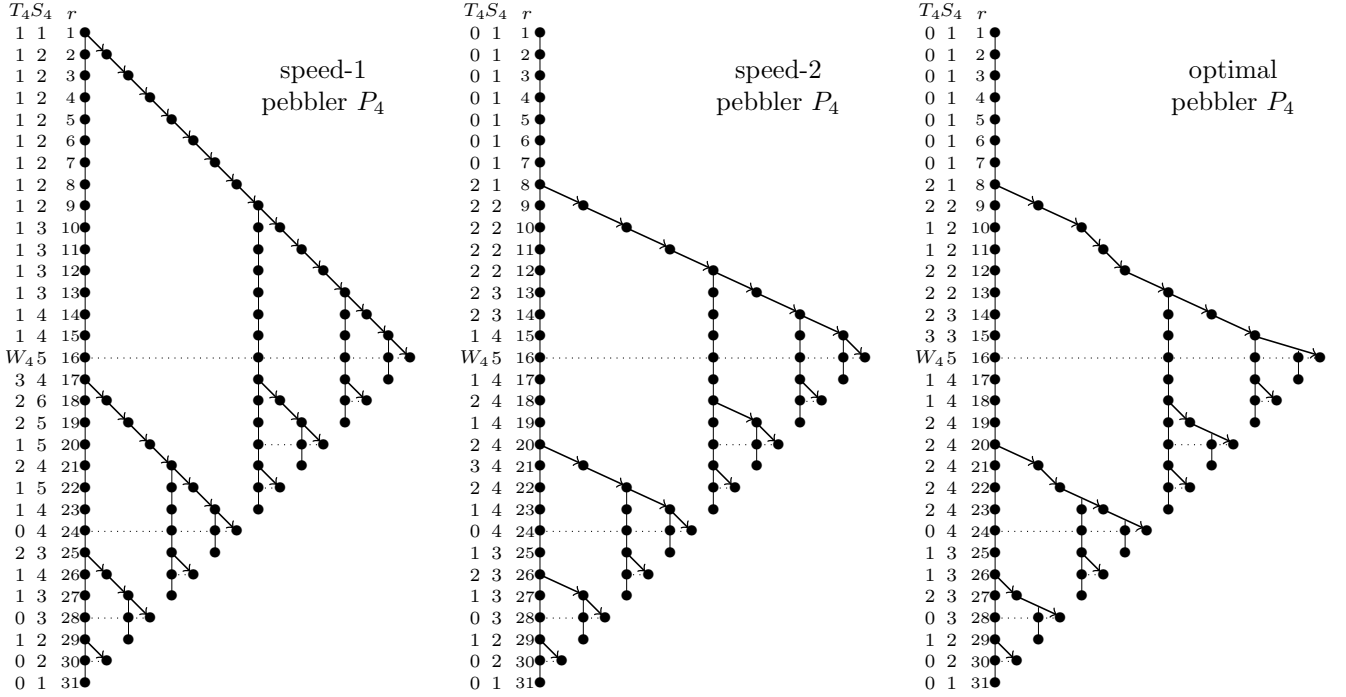 T₄S₄ r
1 1 1
1 2 2
1 2 3
1 2 4
1 2 5
1 2 6
1 2 7
1 2 8
1 2 9
1 3 10
1 3 11
1 3 12
1 3 13
1 4 14
1 4 15
W₄ 5 16
3 4 17
2 6 18
2 5 19
1 5 20
2 4 21
1 5 22
1 4 23
0 4 24
2 3 25
1 4 26
1 3 27
0 3 28
1 2 29
0 2 30
0 1 31
speed-1
pebbler P₄
T₄S₄ r
0 1 1
0 1 2
0 1 3
0 1 4
0 1 5
0 1 6
0 1 7
2 1 8
2 2 9
2 2 10
2 2 11
2 2 12
2 3 13
2 3 14
1 4 15
W₄ 5 16
1 4 17
2 4 18
1 4 19
2 4 20
3 4 21
2 4 22
1 4 23
0 4 24
1 3 25
2 3 26
1 3 27
0 3 28
1 2 29
0 2 30
0 1 31
speed-2
pebbler P₄
T₄S₄ r
0 1 1
0 1 2
0 1 3
0 1 4
0 1 5
0 1 6
0 1 7
2 1 8
2 2 9
1 2 10
1 2 11
2 2 12
2 2 13
2 3 14
3 3 15
W₄ 5 16
1 4 17
1 4 18
2 4 19
2 4 20
2 4 21
2 4 22
2 4 23
0 4 24
1 3 25
1 3 26
2 3 27
0 3 28
1 2 29
0 2 30
0 1 31
optimal
pebbler P₄